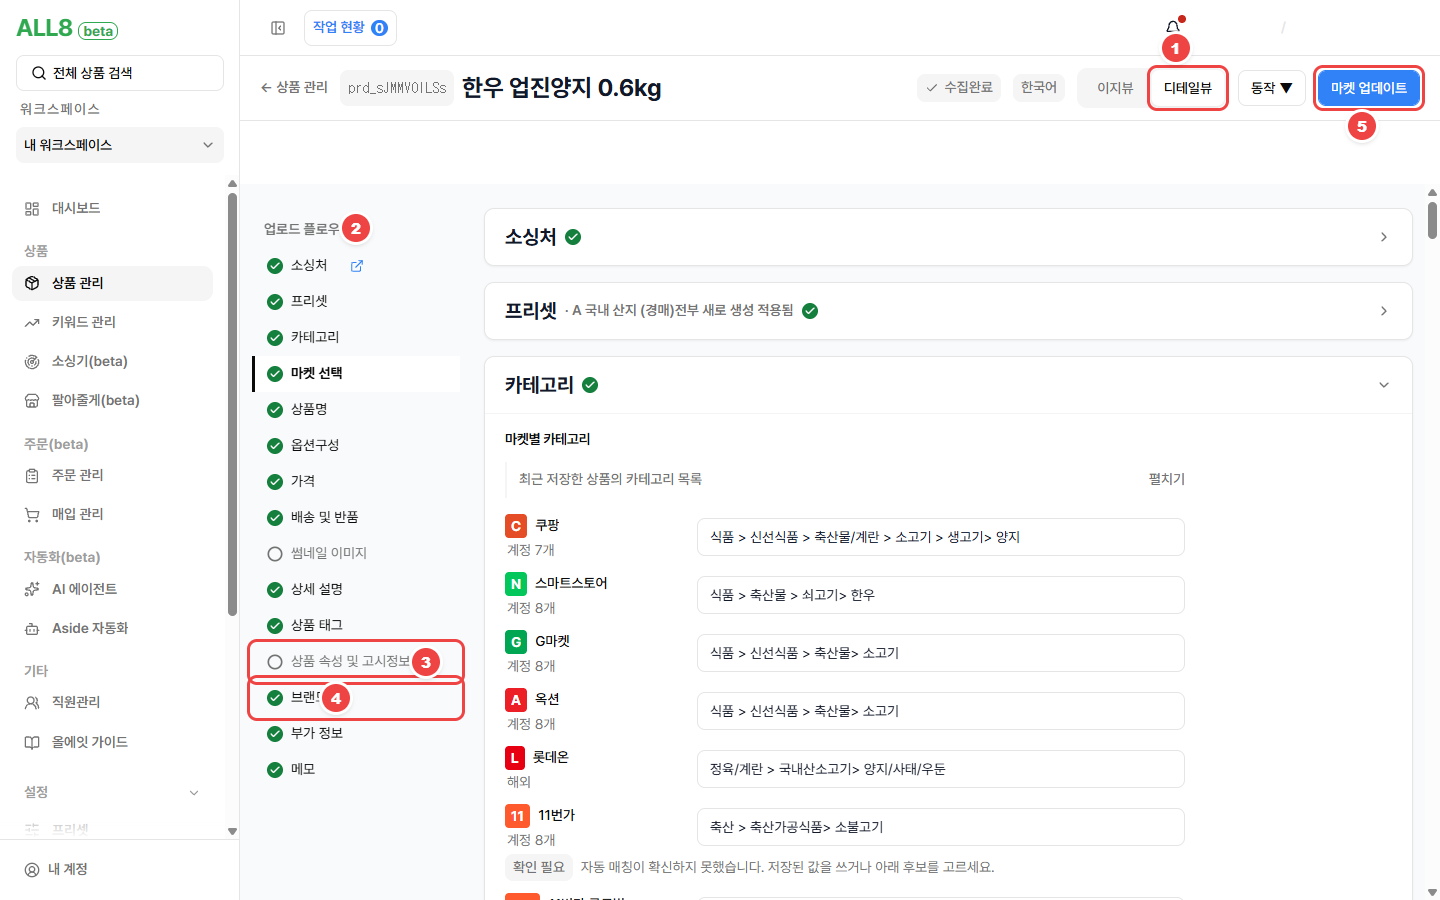 ALL8 beta
전체 상품 검색
워크스페이스
내 워크스페이스
대시보드
상품
상품 관리
키워드 관리
소싱기(beta)
팔아줄게(beta)
주문(beta)
주문 관리
매입 관리
자동화(beta)
AI 에이전트
Aside 자동화
기타
직원관리
올에잇 가이드
설정
프리셋
내 계정
작업 현황 0
/
1
← 상품 관리
prd_sJMMVOILSs
한우 업진양지 0.6kg
수집완료
한국어
이지뷰
디테일뷰
동작 ▼
마켓 업데이트
5
업로드 플로우 2
소싱처
프리셋
카테고리
마켓 선택
상품명
옵션구성
가격
배송 및 반품
썸네일 이미지
상세 설명
상품 태그
상품 속성 및 고시정보 3
4
부가 정보
메모
소싱처
프리셋 · A 국내 산지 (경매)전부 새로 생성 적용됨
카테고리
마켓별 카테고리
최근 저장한 상품의 카테고리 목록
펼치기
C 쿠팡
계정 7개
식품 > 신선식품 > 축산물/계란 > 소고기 > 생고기> 양지
N 스마트스토어
계정 8개
식품 > 축산물 > 쇠고기> 한우
G G마켓
계정 8개
식품 > 신선식품 > 축산물> 소고기
A 옥션
계정 8개
식품 > 신선식품 > 축산물> 소고기
L 롯데온
해외
정육/계란 > 국내산소고기> 양지/사태/우둔
11 11번가
계정 8개
축산 > 축산가공식품> 소불고기
확인 필요 자동 매칭이 확신하지 못했습니다. 저장된 값을 쓰거나 아래 후보를 고르세요.